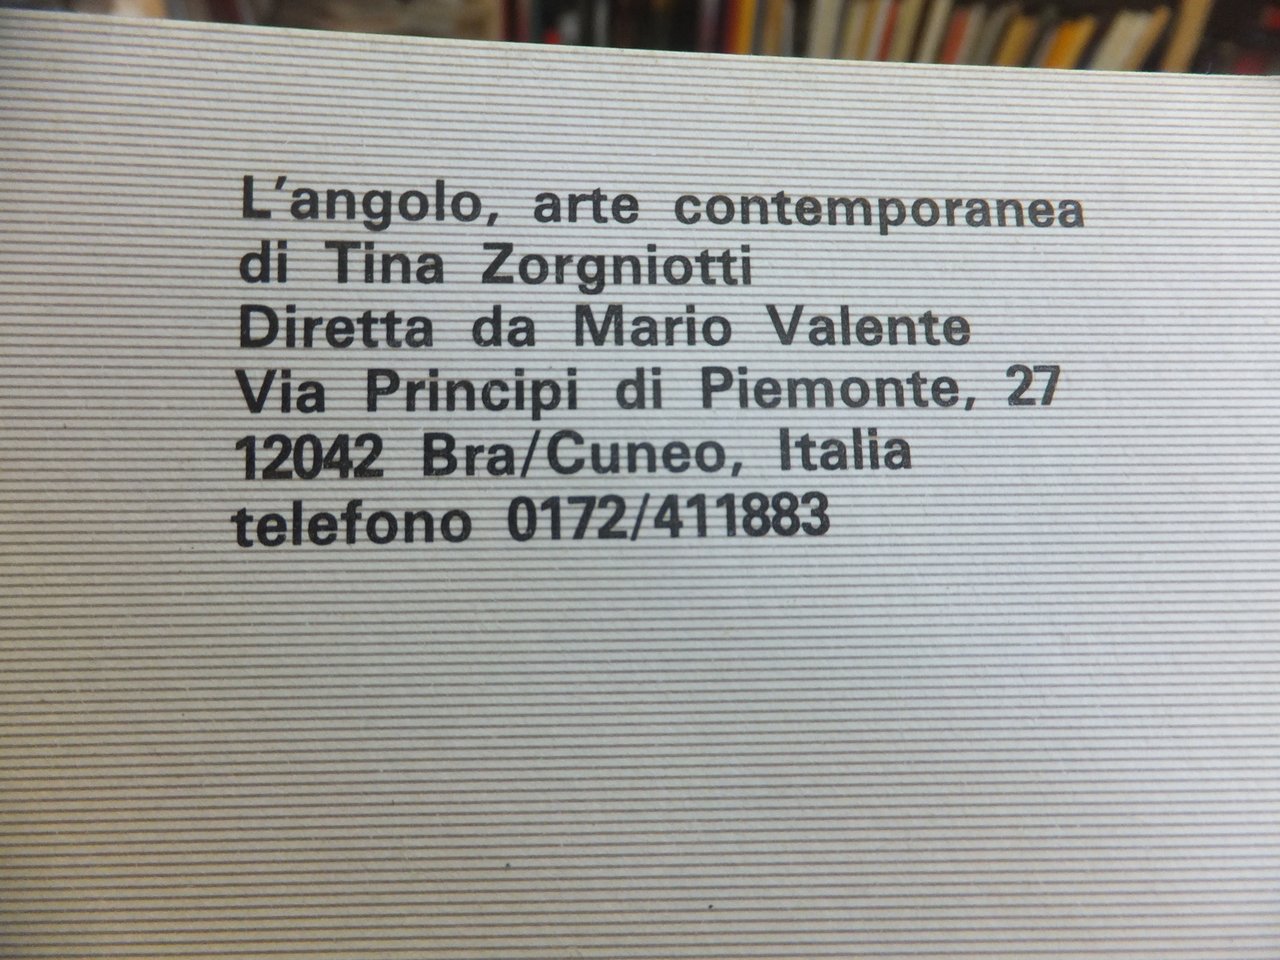 L'angolo, arte contemporanea
di Tina Zorgniotti
Diretta da Mario Valente
Via Principi di Piemonte, 27
12042 Bra/Cuneo, Italia
telefono 0172/411883